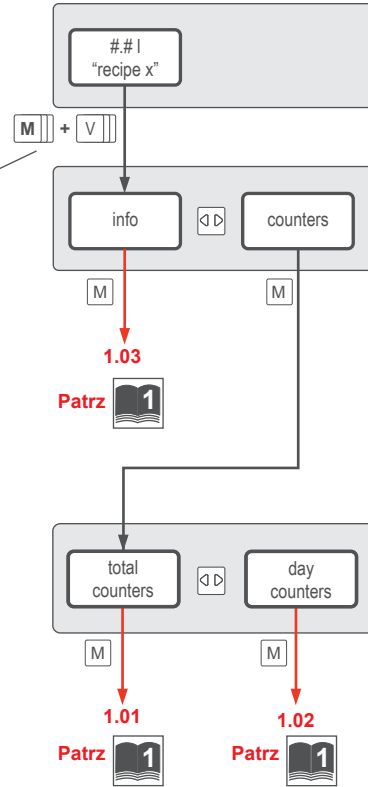 #.# l
“recipe x”
M + V
info
counters
M
M
1.03
Patrz 1
total
counters
day
counters
M
M
1.01
1.02
Patrz 1
Patrz 1